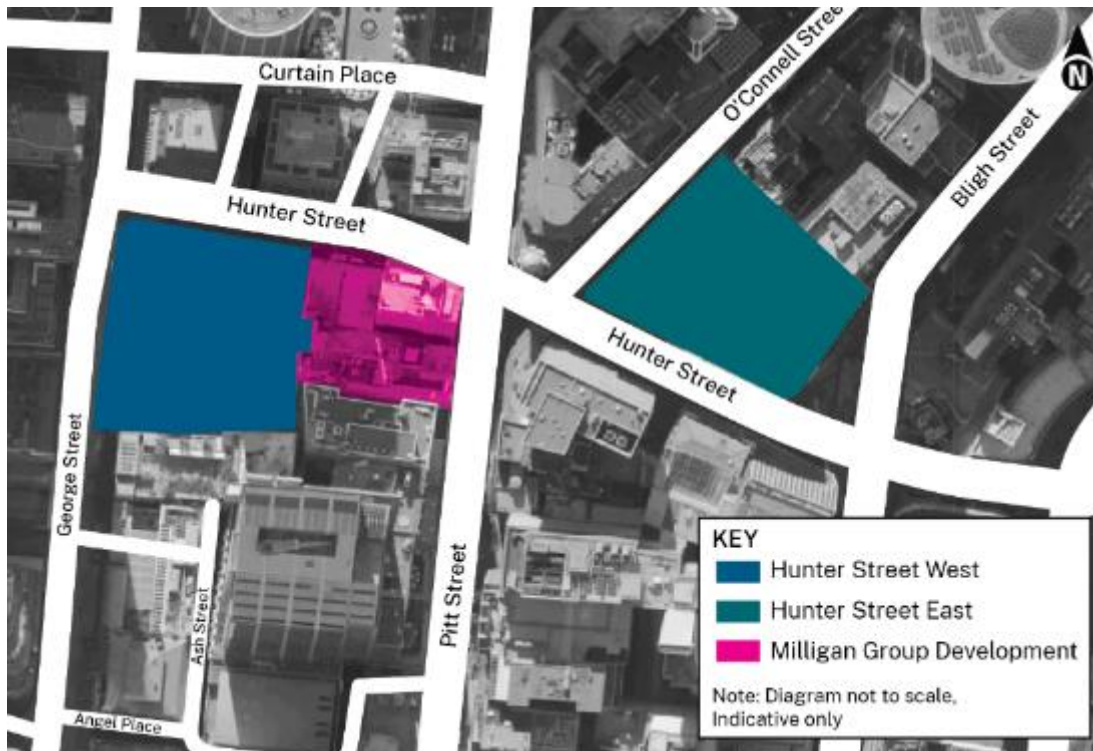 Curtain Place
O'Connell Street
N
Bligh Street
Hunter Street
Hunter Street
George Street
Ash Street
Pitt Street
Angel Place
KEY
Hunter Street West
Hunter Street East
Milligan Group Development
Note: Diagram not to scale,
Indicative only